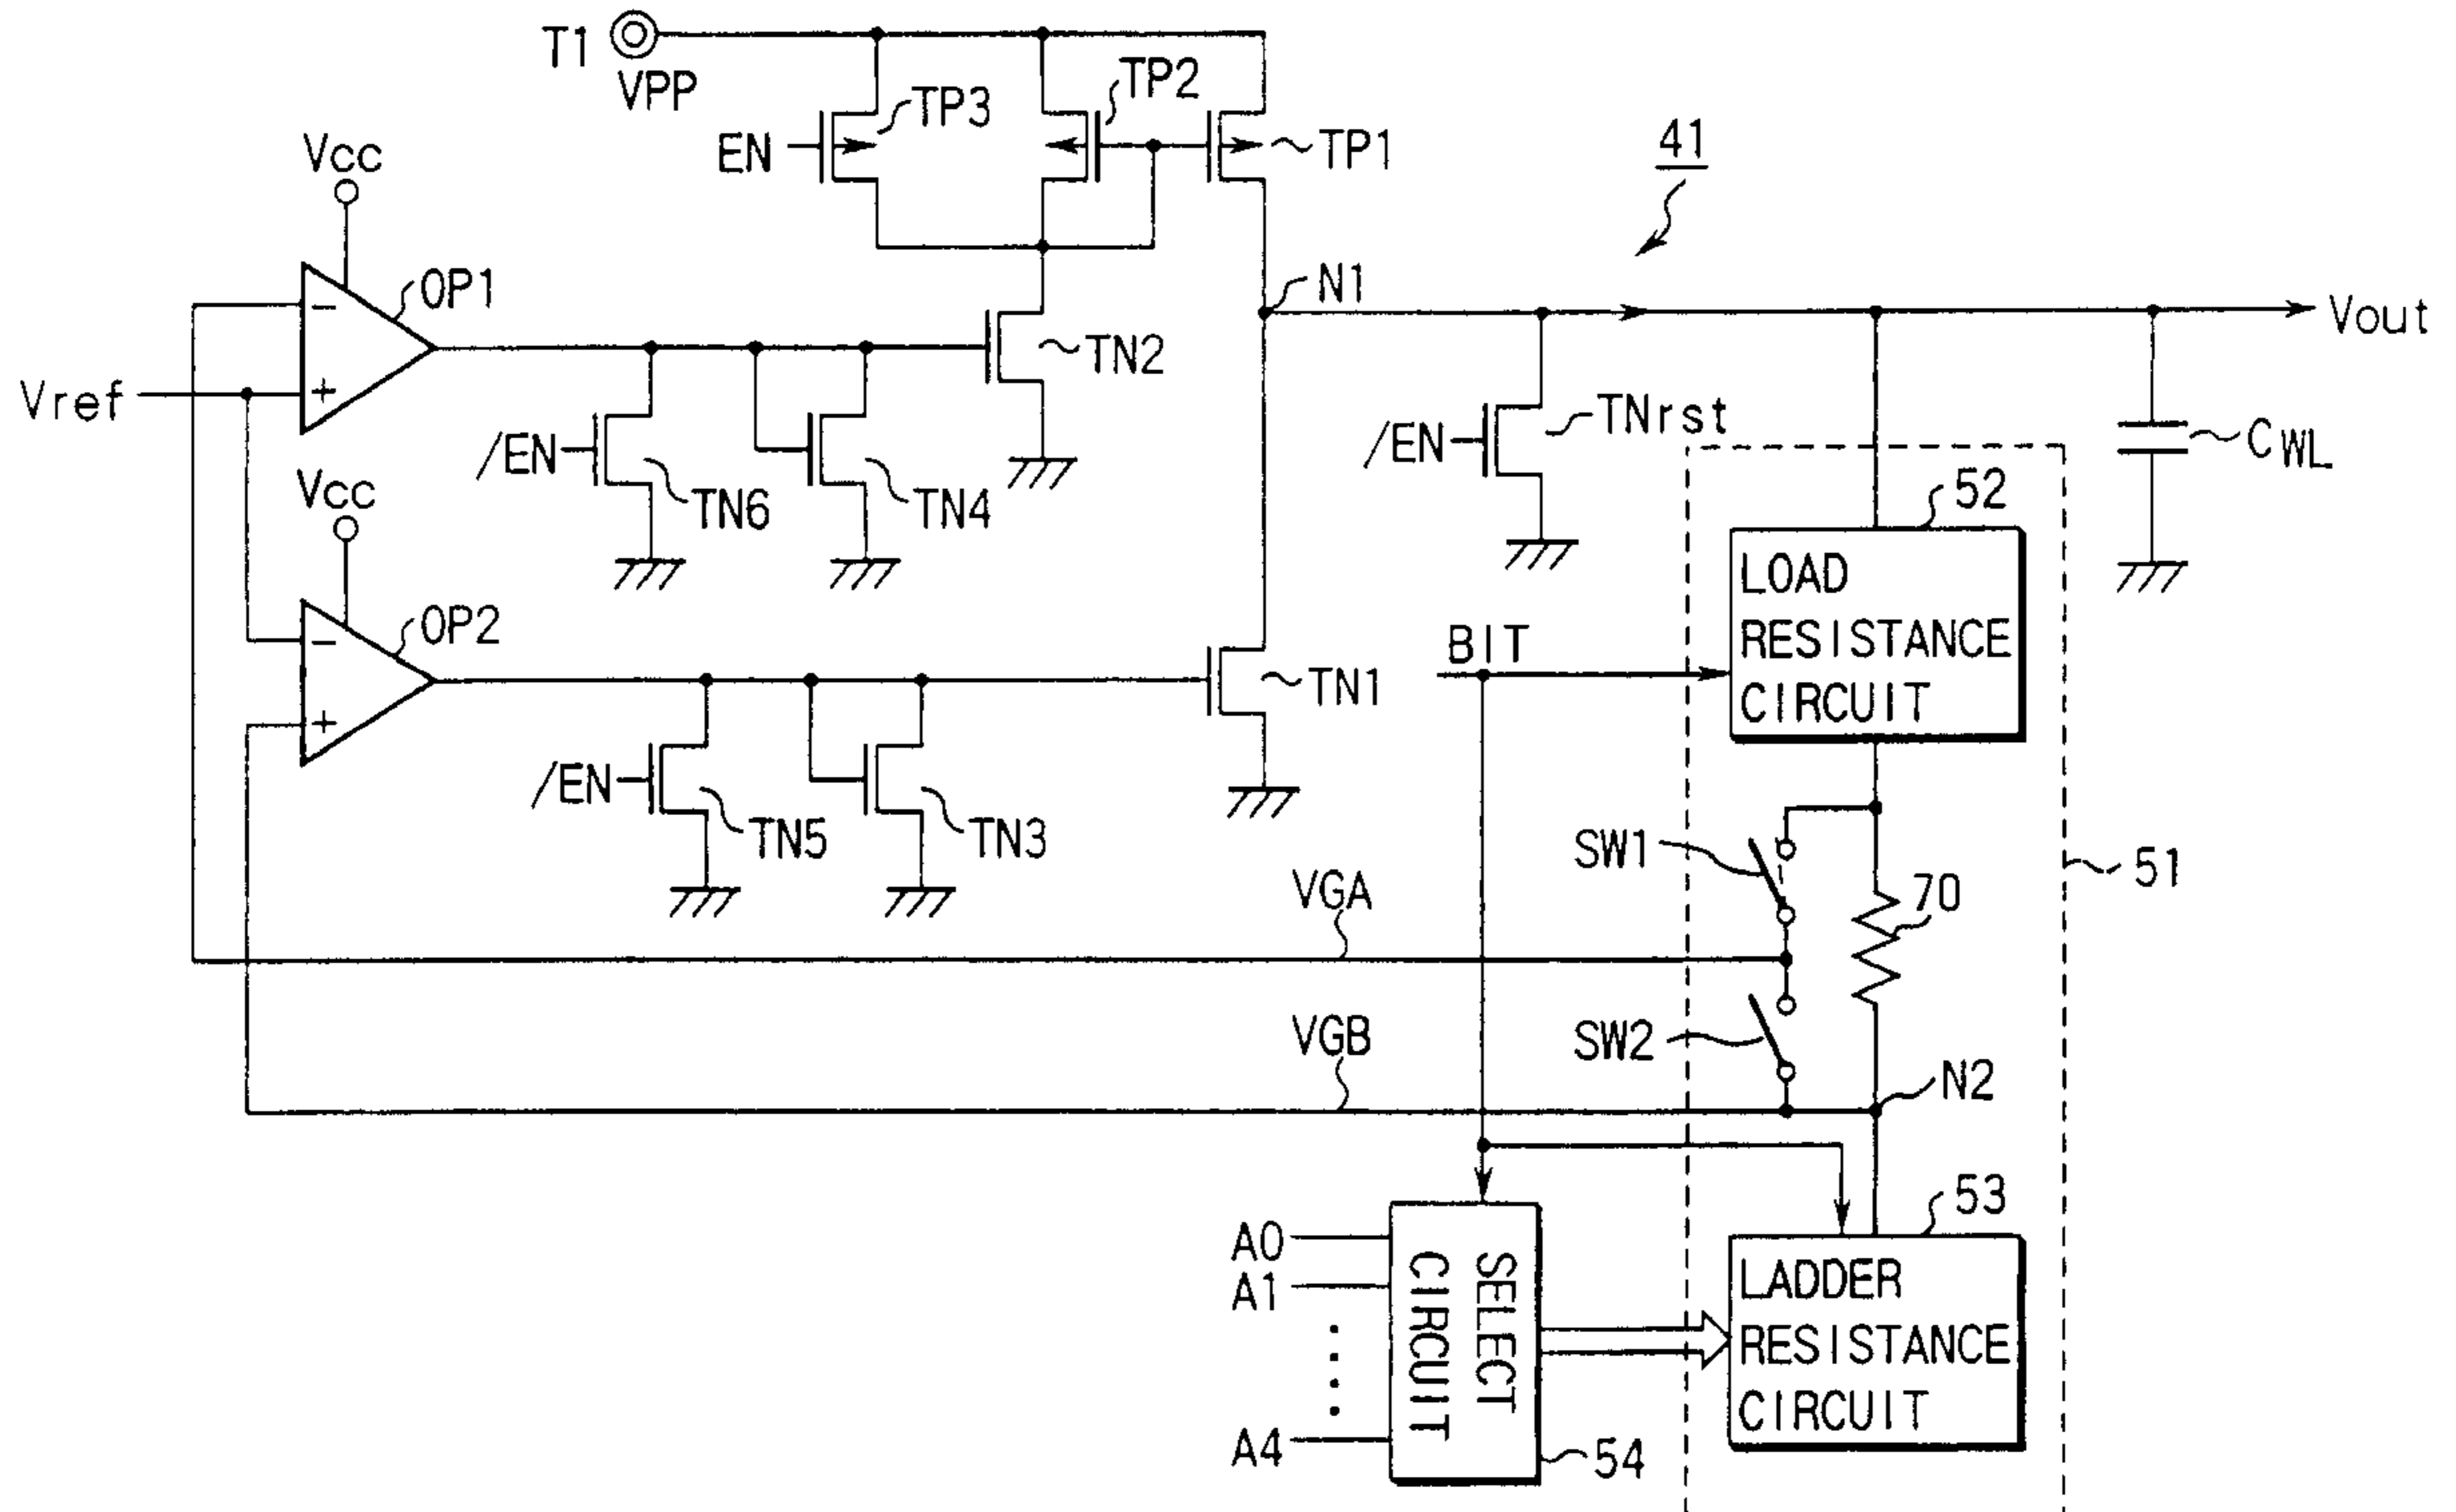 T1
VPP
TP3
TP2
EN
TP1
41
Vcc
OP1
N1
Vout
Vref
TN2
/EN
TN6
TN4
/EN
TNrst
CWL
Vcc
OP2
52
LOAD
RESISTANCE
CIRCUIT
BIT
TN1
/EN
TN5
TN3
SW1
51
VGA
70
VGB
SW2
N2
53
A0
A1
A4
SELECT
CIRCUIT
54
LADDER
RESISTANCE
CIRCUIT